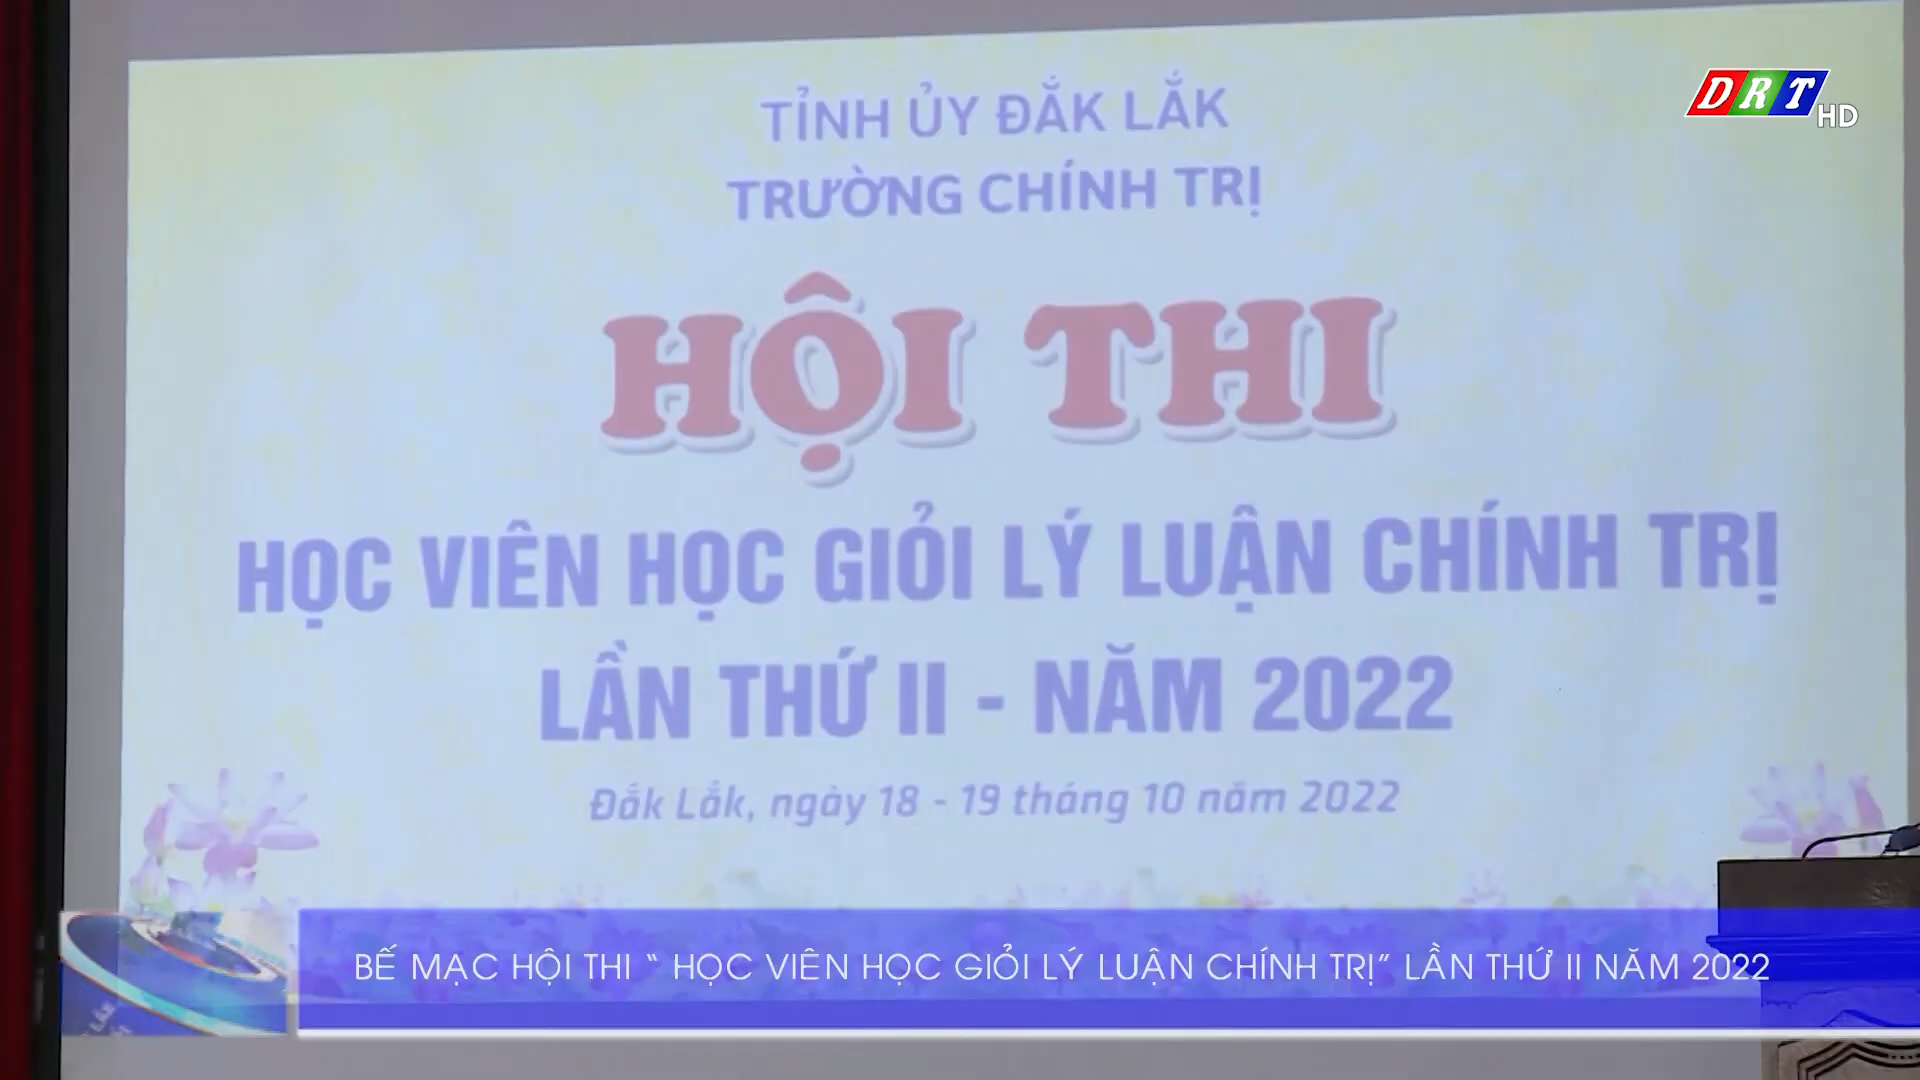 DRT HD
TỈNH ỦY ĐẮK LẮK
TRƯỜNG CHÍNH TRỊ
HỘI THI
HỌC VIÊN HỌC GIỎI LÝ LUẬN CHÍNH TRỊ
LẦN THỨ II - NĂM 2022
Đắk Lắk, ngày 18 - 19 tháng 10 năm 2022
BẾ MẠC HỘI THI “ HỌC VIÊN HỌC GIỎI LÝ LUẬN CHÍNH TRỊ” LẦN THỨ II NĂM 2022